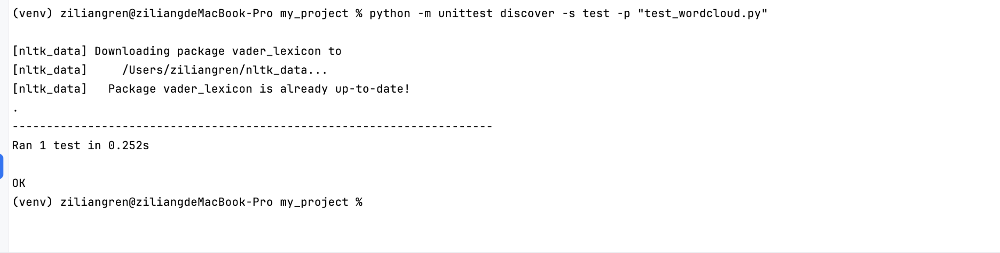 (venv) ziliangren@ziliangdeMacBook-Pro my_project % python -m unittest discover -s test -p "test_wordcloud.py"
[nltk_data] Downloading package vader_lexicon to
[nltk_data]     /Users/ziliangren/nltk_data...
[nltk_data]   Package vader_lexicon is already up-to-date!
.
----------------------------------------------------------------------
Ran 1 test in 0.252s
OK
(venv) ziliangren@ziliangdeMacBook-Pro my_project %